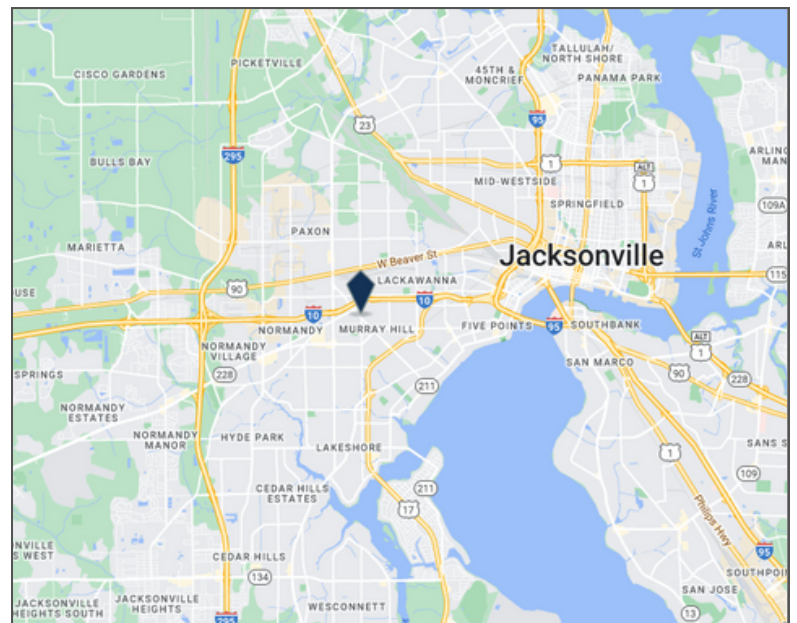 TALLULAH/
NORTH SHORE
PICKETVILLE
CISCO GARDENS
45TH &
MONCRIEF
PANAMA PARK
95
23
295
BULLS BAY
1
ALT
1
ARLING
MAN
MID-WESTSIDE
SPRINGFIELD
109A
St Johns River
PAXON
MARIETTA
W Beaver St
Jacksonville
ARL
115
LACKAWANNA
90
USE
10
10
NORMANDY
MURRAY HILL
FIVE POINTS
95
SOUTHBANK
ALT
1
NORMANDY
VILLAGE
SAN MARCO
90
228
SPRINGS
228
211
NORMANDY
ESTATES
NORMANDY
MANOR
HYDE PARK
LAKESHORE
SANS S
1
109
CEDAR HILLS
ESTATES
211
17
Philips Hwy
NVILLE
S WEST
CEDAR HILLS
95
SOUTHPOI
134
JACKSONVILLE
HEIGHTS SOUTH
JACKSONVILLE
HEIGHTS
WESCONNETT
SAN JOSE
13
295